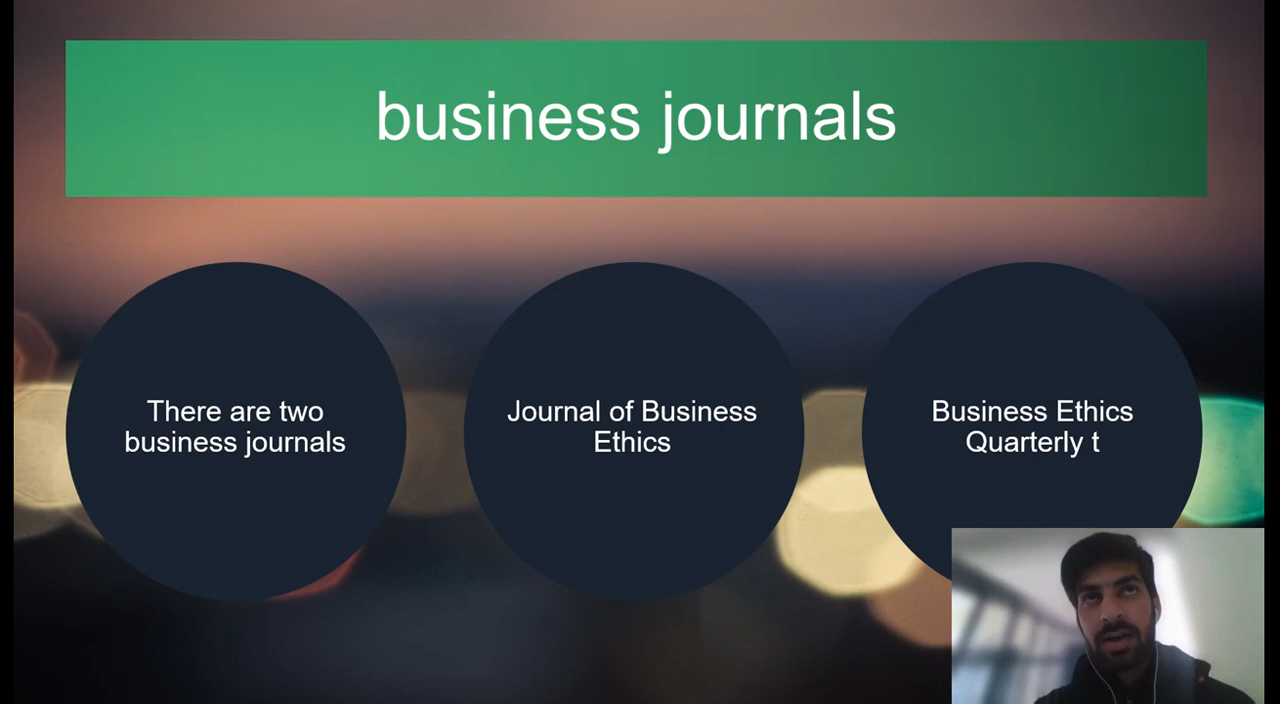 business journals
There are two
business journals
Journal of Business
Ethics
Business Ethics
Quarterly t